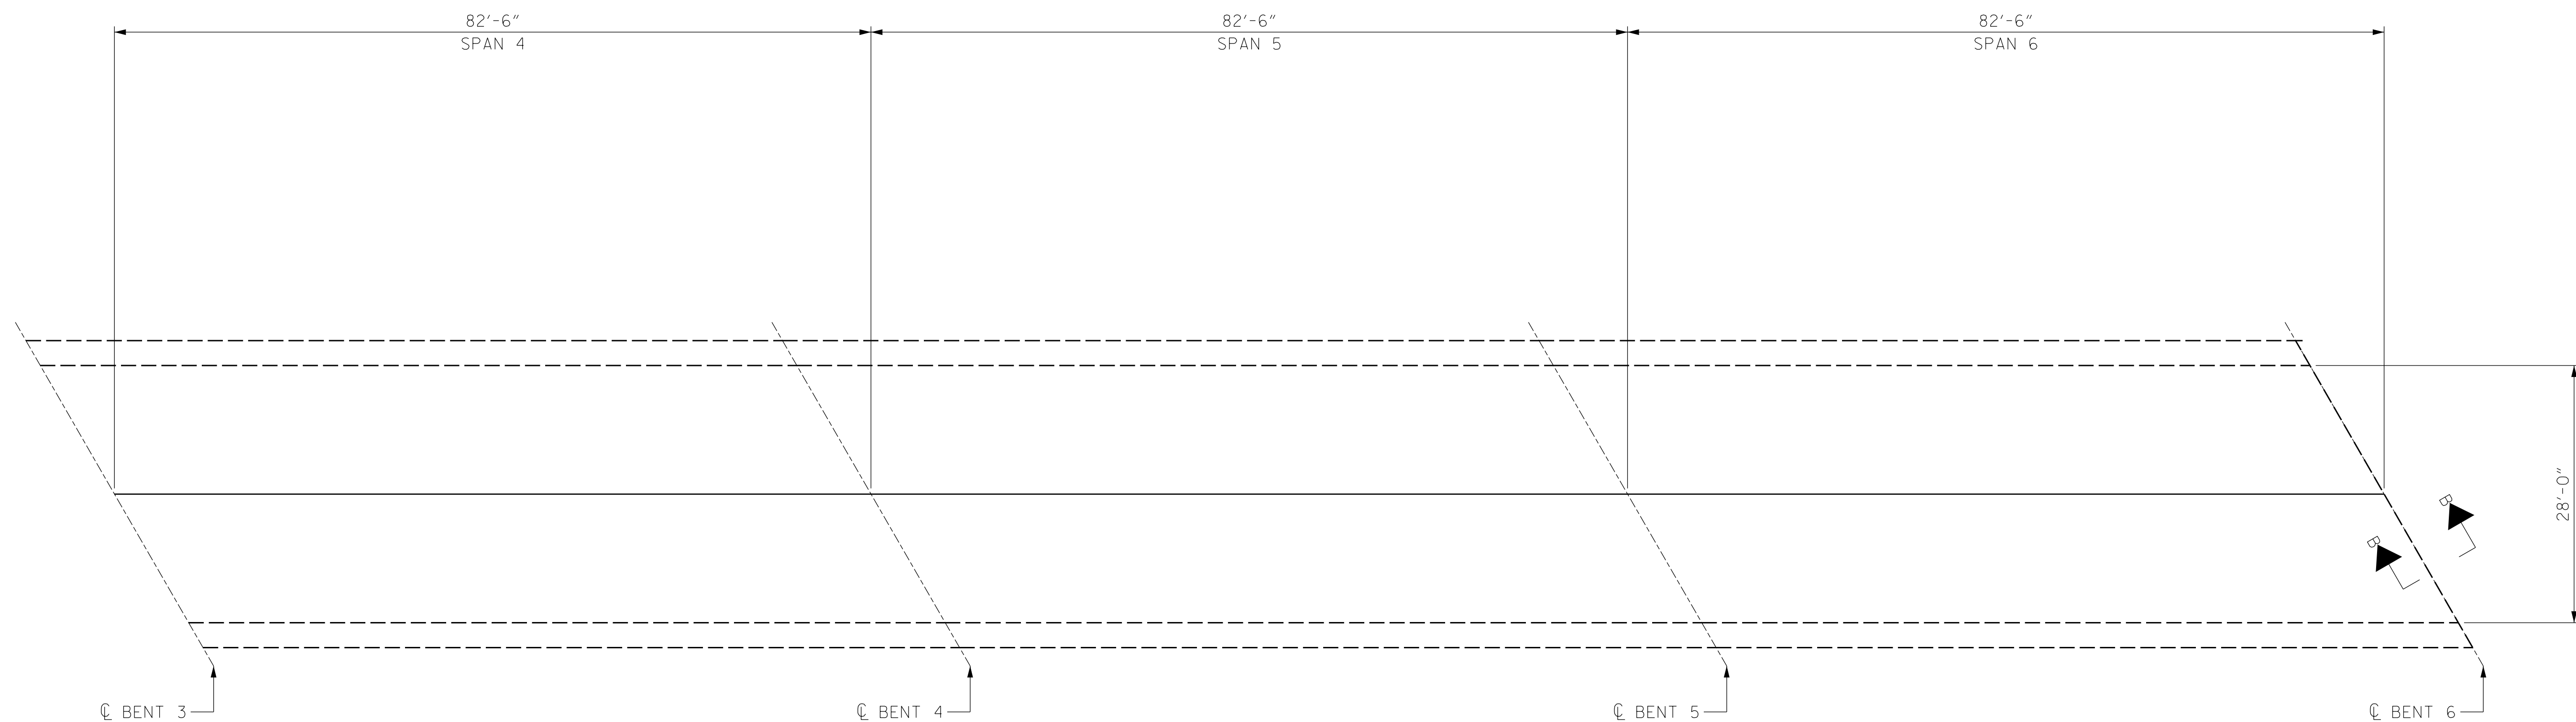 82'-6"
SPAN 4
82'-6"
SPAN 5
82'-6"
SPAN 6
28'-0"
B
B
℄ BENT 3
℄ BENT 4
℄ BENT 5
℄ BENT 6